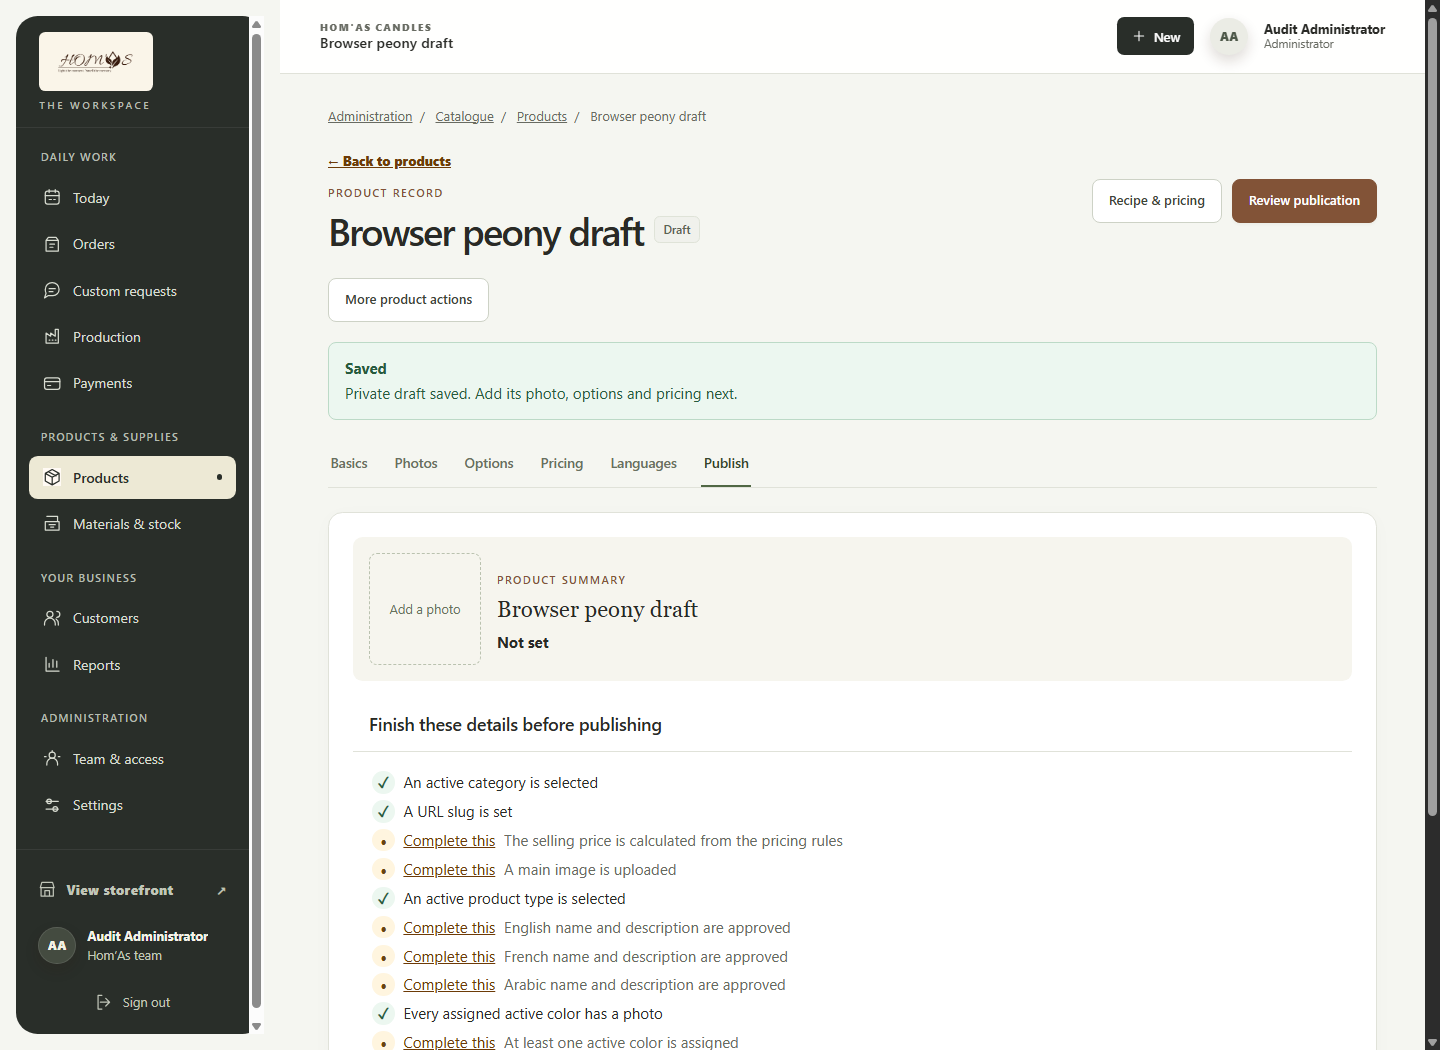 HOM'AS
THE WORKSPACE
DAILY WORK
Today
Orders
Custom requests
Production
Payments
PRODUCTS & SUPPLIES
Products
Materials & stock
YOUR BUSINESS
Customers
Reports
ADMINISTRATION
Team & access
Settings
View storefront ↗
AA
Audit Administrator
Hom'As team
Sign out
HOM'AS CANDLES
Browser peony draft
+ New
AA
Audit Administrator
Administrator
Administration / Catalogue / Products / Browser peony draft
← Back to products
PRODUCT RECORD
Browser peony draft
Draft
Recipe & pricing
Review publication
More product actions
Saved
Private draft saved. Add its photo, options and pricing next.
Basics
Photos
Options
Pricing
Languages
Publish
Add a photo
PRODUCT SUMMARY
Browser peony draft
Not set
Finish these details before publishing
✓ An active category is selected
✓ A URL slug is set
• Complete this The selling price is calculated from the pricing rules
• Complete this A main image is uploaded
✓ An active product type is selected
• Complete this English name and description are approved
• Complete this French name and description are approved
• Complete this Arabic name and description are approved
✓ Every assigned active color has a photo
• Complete this At least one active color is assigned